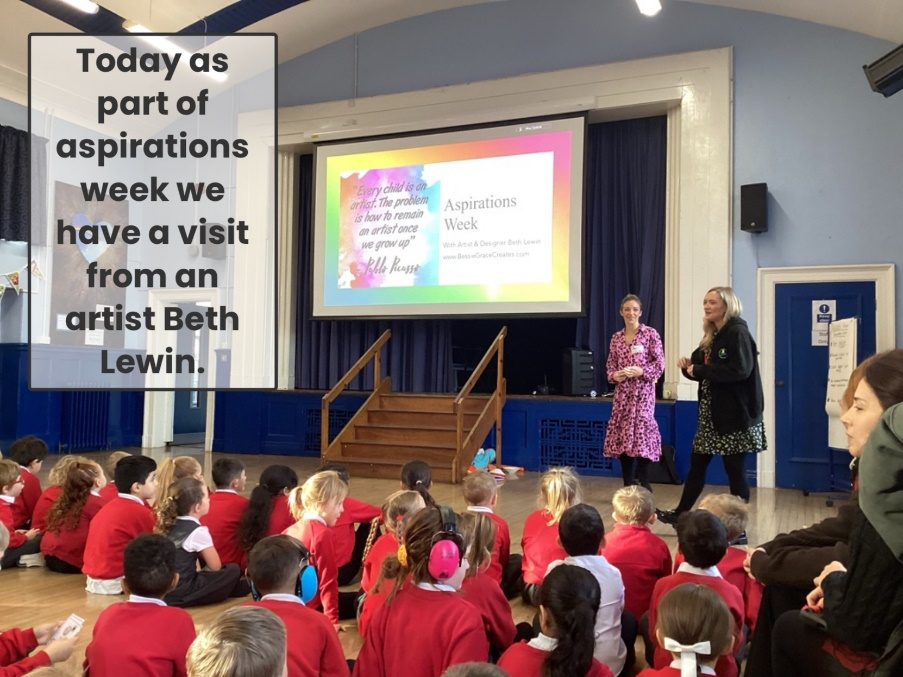 Today as
part of
aspirations
week we
have a visit
from an
artist Beth
Lewin.
"Every child is an
artist. The problem
is how to remain
an artist once
we grow up"
Pablo Picasso
Aspirations
Week
With Artist & Designer Beth Lewin
www.BeauxGraceCreates.com